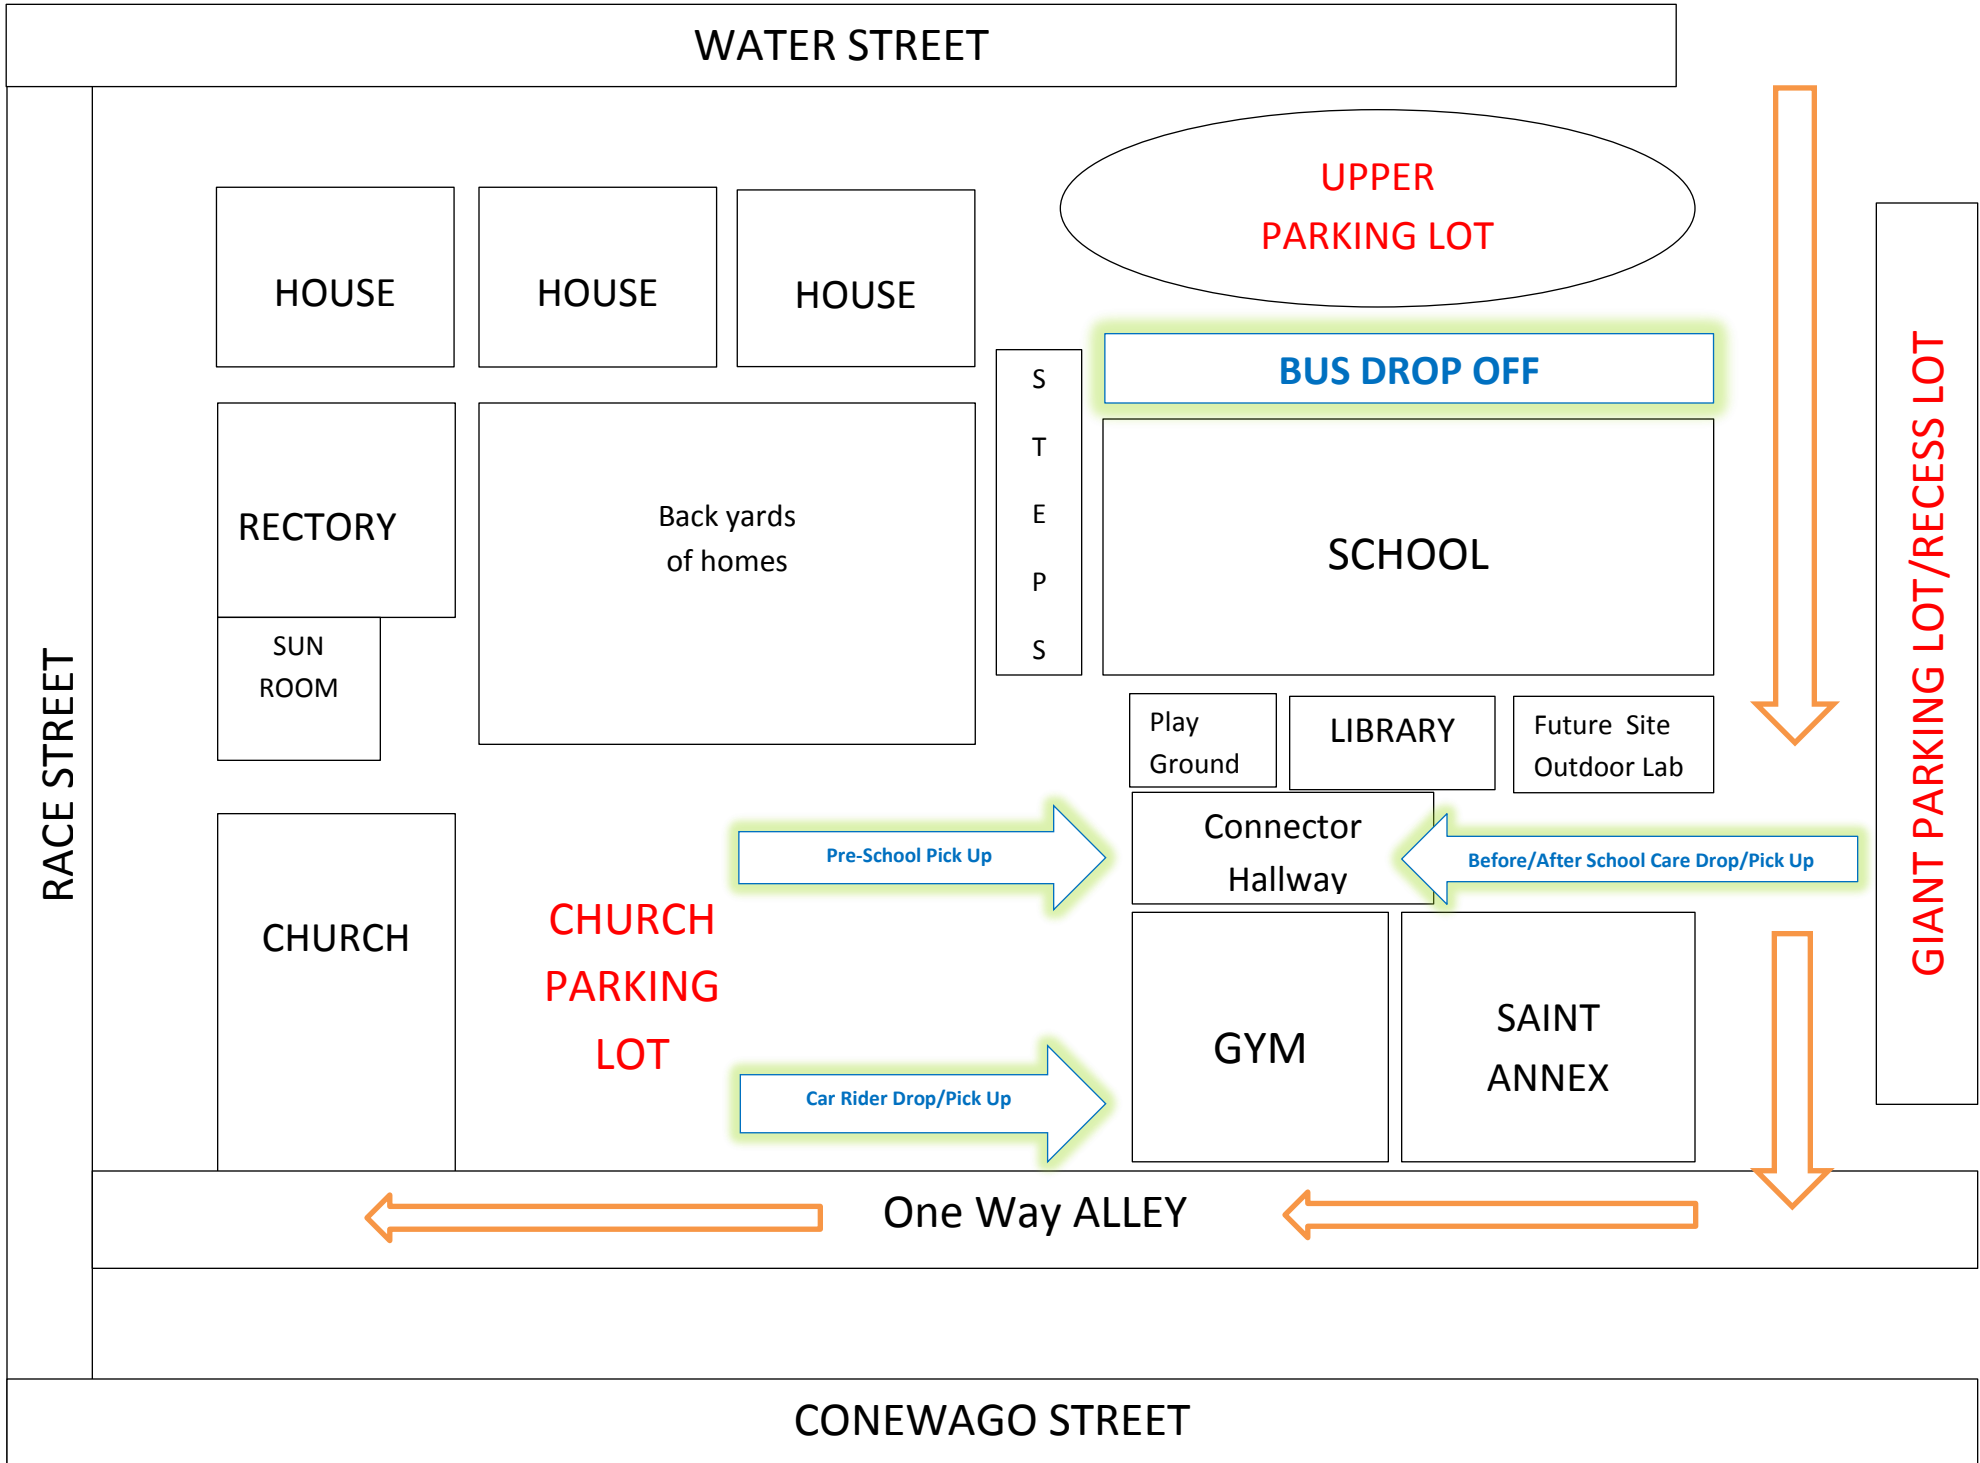 WATER STREET
UPPER
PARKING LOT
HOUSE
HOUSE
HOUSE
BUS DROP OFF
S
T
E
P
S
RECTORY
Back yards
of homes
SCHOOL
GIANT PARKING LOT/RECESS LOT
SUN
ROOM
RACE STREET
Play
Ground
LIBRARY
Future  Site
Outdoor Lab
Connector
Hallway
Pre-School Pick Up
Before/After School Care Drop/Pick Up
CHURCH
CHURCH
PARKING
LOT
GYM
SAINT
ANNEX
Car Rider Drop/Pick Up
One Way ALLEY
CONEWAGO STREET